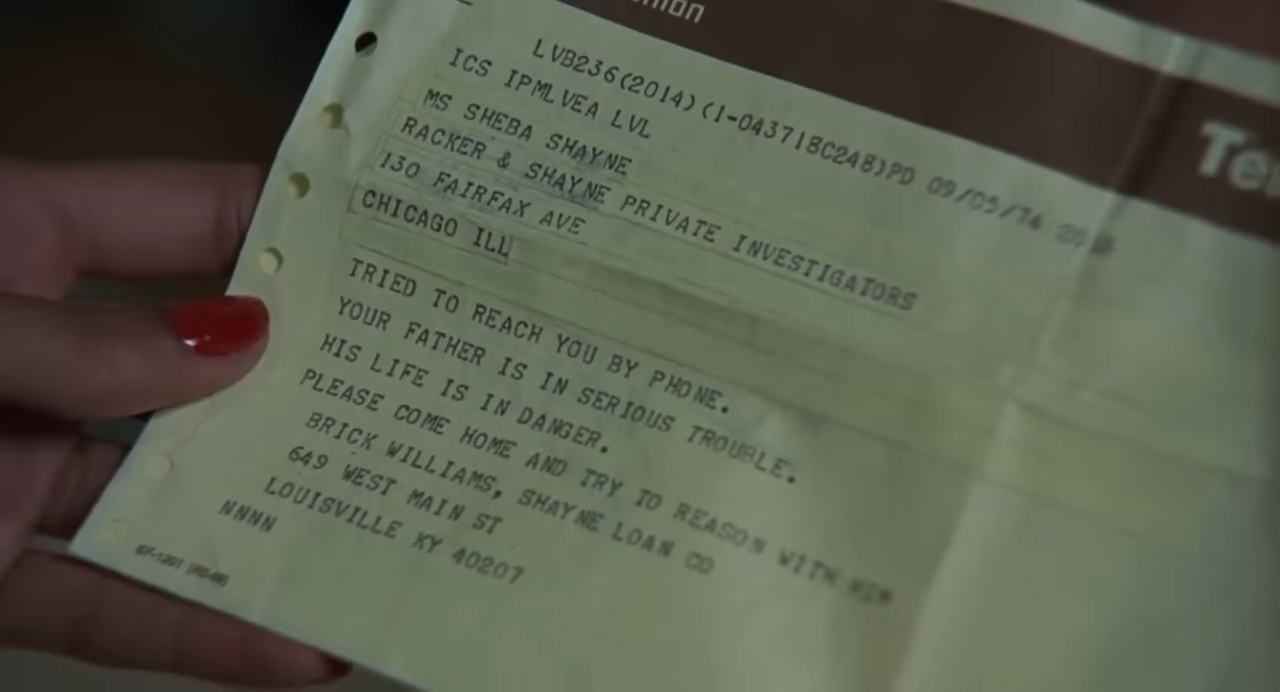 LVB236(2014)(1-043718C248)PD 09/05/74
ICS IPMLVEA LVL
MS SHEBA SHAYNE
RACKER & SHAYNE PRIVATE INVESTIGATORS
130 FAIRFAX AVE
CHICAGO ILL
TRIED TO REACH YOU BY PHONE.
YOUR FATHER IS IN SERIOUS TROUBLE.
HIS LIFE IS IN DANGER.
PLEASE COME HOME AND TRY TO REASON WITH HIM
BRICK WILLIAMS, SHAYNE LOAN CO
649 WEST MAIN ST
LOUISVILLE KY 40207
NNNN